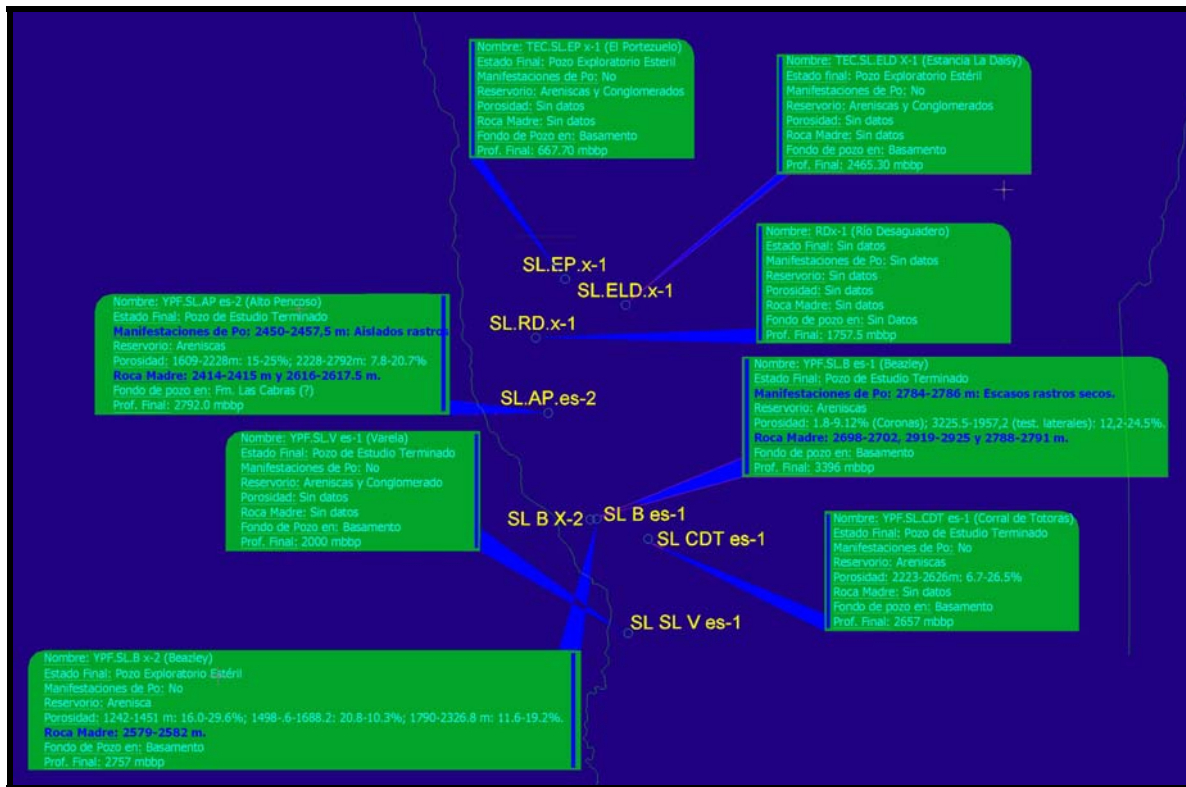 Nombre: TEC.SL.EP x-1 (El Portezuelo)
Estado Final: Pozo Exploratorio Esteril
Manifestaciones de Po: No
Reservorio: Areniscas y Conglomerados
Porosidad: Sin datos
Roca Madre: Sin datos
Fondo de Pozo en: Basamento
Prof. Final: 667.70 mbbp
Nombre: TEC.SL.ELD X-1 (Estancia La Daisy)
Estado final: Pozo Exploratorio Estéril
Manifestaciones de Po: No
Reservorio: Areniscas y Conglomerados
Porosidad: Sin datos
Roca Madre: Sin datos
Fondo de pozo en: Basamento
Prof. Final: 2465.30 mbbp
Nombre: RDx-1 (Río Desaguadero)
Estado Final: Sin datos
Manifestaciones de Po: Sin datos
Reservorio: Sin datos
Porosidad: Sin datos
Roca Madre: Sin datos
Fondo de pozo en: Sin Datos
Prof. Final: 1757.5 mbbp
SL.EP.x-1
SL.ELD.x-1
SL.RD.x-1
SL.AP.es-2
Nombre: YPF.SL.AP es-2 (Alto Pencoso)
Estado Final: Pozo de Estudio Terminado
Manifestaciones de Po: 2450-2457,5 m: Aislados rastros
Reservorio: Areniscas
Porosidad: 1609-2228m: 15-25%; 2228-2792m: 7.8-20.7%
Roca Madre: 2414-2415 m y 2616-2617.5 m.
Fondo de pozo en: Fm. Las Cabras (?)
Prof. Final: 2792.0 mbbp
Nombre: YPF.SL.B es-1 (Beazley)
Estado Final: Pozo de Estudio Terminado
Manifestaciones de Po: 2784-2786 m: Escasos rastros secos.
Reservorio: Areniscas
Porosidad: 1.8-9.12% (Coronas); 3225.5-1957,2 (test. laterales): 12,2-24.5%.
Roca Madre: 2698-2702, 2919-2925 y 2788-2791 m.
Fondo de pozo en: Basamento
Prof. Final: 3396 mbbp
Nombre: YPF.SL.V es-1 (Varela)
Estado Final: Pozo de Estudio Terminado
Manifestaciones de Po: No
Reservorio: Areniscas y Conglomerado
Porosidad: Sin datos
Roca Madre: Sin datos
Fondo de Pozo en: Basamento
Prof. Final: 2000 mbbp
SL B X-2
SL B es-1
SL CDT es-1
SL SL V es-1
Nombre: YPF.SL.CDT es-1 (Corral de Totoras)
Estado Final: Pozo de Estudio Terminado
Manifestaciones de Po: No
Reservorio: Areniscas
Porosidad: 2223-2626m; 6.7-26.5%
Roca Madre: Sin datos
Fondo de pozo en: Basamento
Prof. Final: 2657 mbbp
Nombre: YPF.SL.B x-2 (Beazley)
Estado Final: Pozo Exploratorio Estéril
Manifestaciones de Po: No
Reservorio: Arenisca
Porosidad: 1242-1451 m: 16.0-29.6%; 1498-.6-1688.2: 20.8-10.3%; 1790-2326.8 m: 11.6-19.2%.
Roca Madre: 2579-2582 m.
Fondo de Pozo en: Basamento
Prof. Final: 2757 mbbp